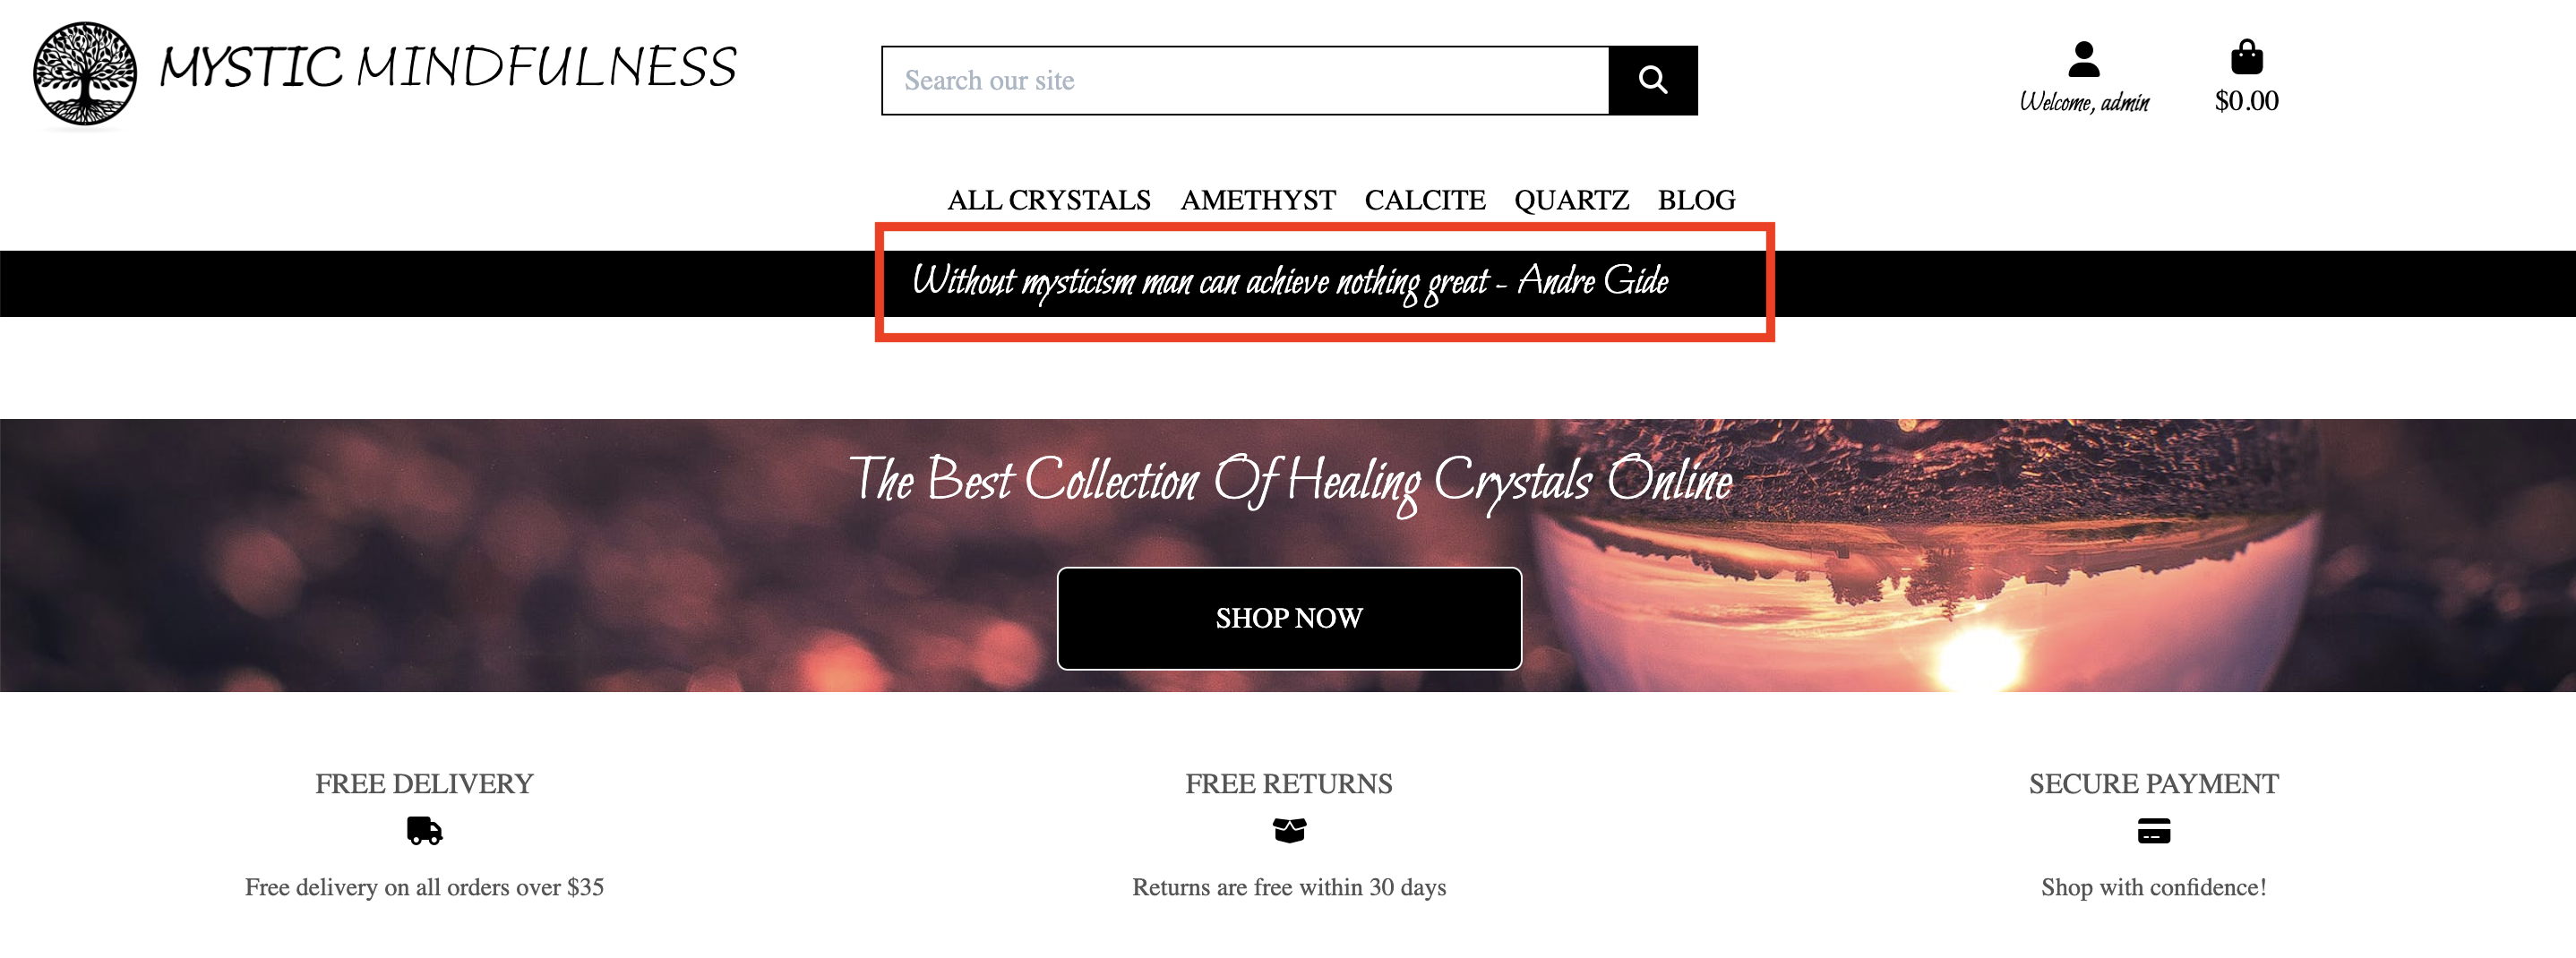 MYSTIC MINDFULNESS
Search our site
Welcome, admin
$0.00
ALL CRYSTALS AMETHYST CALCITE QUARTZ BLOG
Without mysticism man can achieve nothing great - Andre Gide
The Best Collection Of Healing Crystals Online
SHOP NOW
FREE DELIVERY
Free delivery on all orders over $35
FREE RETURNS
Returns are free within 30 days
SECURE PAYMENT
Shop with confidence!